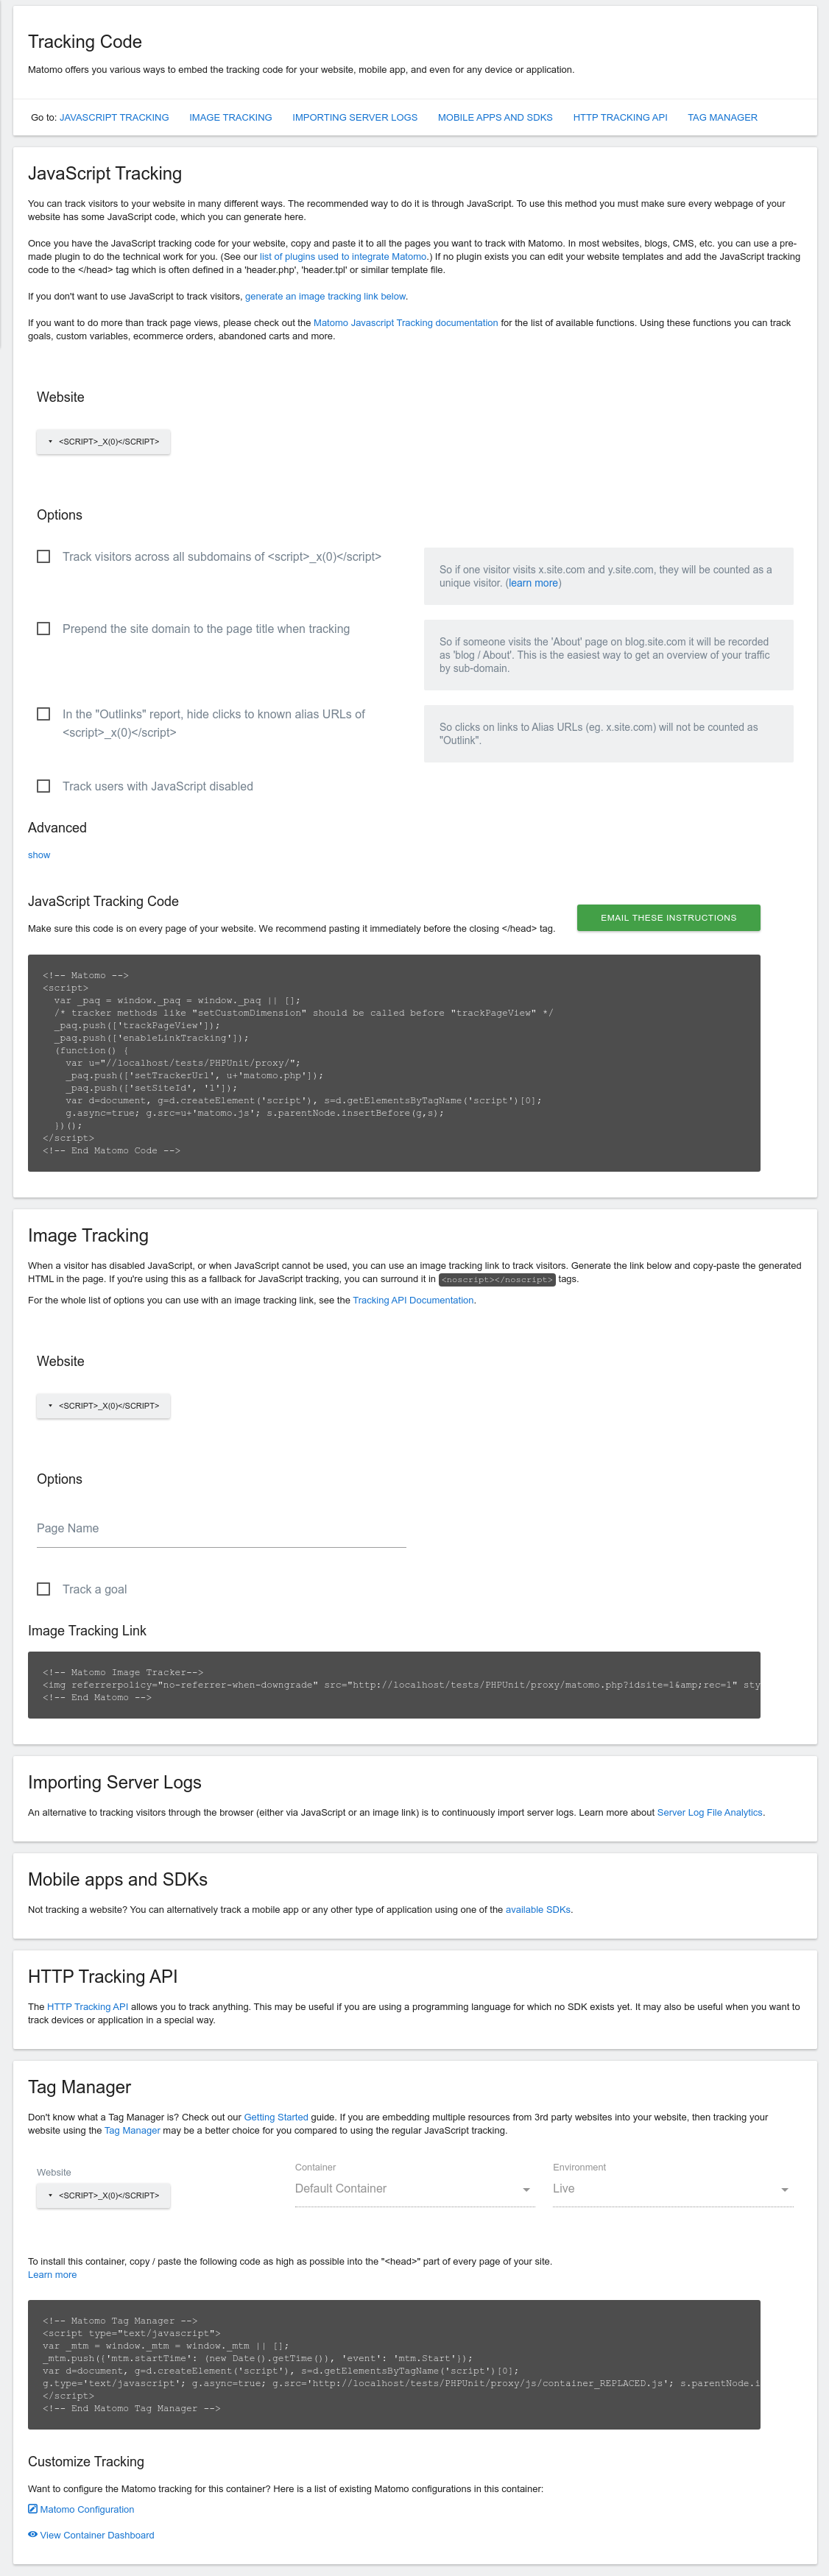 Tracking Code
Matomo offers you various ways to embed the tracking code for your website, mobile app, and even for any device or application.
Go to: JAVASCRIPT TRACKING IMAGE TRACKING IMPORTING SERVER LOGS MOBILE APPS AND SDKS HTTP TRACKING API TAG MANAGER
JavaScript Tracking
You can track visitors to your website in many different ways. The recommended way to do it is through JavaScript. To use this method you must make sure every webpage of your
website has some JavaScript code, which you can generate here.
Once you have the JavaScript tracking code for your website, copy and paste it to all the pages you want to track with Matomo. In most websites, blogs, CMS, etc. you can use a pre-
made plugin to do the technical work for you. (See our list of plugins used to integrate Matomo.) If no plugin exists you can edit your website templates and add the JavaScript tracking
code to the </head> tag which is often defined in a 'header.php', 'header.tpl' or similar template file.
If you don't want to use JavaScript to track visitors, generate an image tracking link below.
If you want to do more than track page views, please check out the Matomo Javascript Tracking documentation for the list of available functions. Using these functions you can track
goals, custom variables, ecommerce orders, abandoned carts and more.
Website
<SCRIPT>_X(0)</SCRIPT>
Options
Track visitors across all subdomains of <script>_x(0)</script>
So if one visitor visits x.site.com and y.site.com, they will be counted as a
unique visitor. (learn more)
Prepend the site domain to the page title when tracking
So if someone visits the 'About' page on blog.site.com it will be recorded
as 'blog / About'. This is the easiest way to get an overview of your traffic
by sub-domain.
In the "Outlinks" report, hide clicks to known alias URLs of
<script>_x(0)</script>
So clicks on links to Alias URLs (eg. x.site.com) will not be counted as
"Outlink".
Track users with JavaScript disabled
Advanced
show
JavaScript Tracking Code
Make sure this code is on every page of your website. We recommend pasting it immediately before the closing </head> tag.
EMAIL THESE INSTRUCTIONS
<!-- Matomo -->
<script>
var _paq = window._paq = window._paq || [];
/* tracker methods like "setCustomDimension" should be called before "trackPageView" */
_paq.push(['trackPageView']);
_paq.push(['enableLinkTracking']);
(function() {
var u="//localhost/tests/PHPUnit/proxy/";
_paq.push(['setTrackerUrl', u+'matomo.php']);
_paq.push(['setSiteId', '1']);
var d=document, g=d.createElement('script'), s=d.getElementsByTagName('script')[0];
g.async=true; g.src=u+'matomo.js'; s.parentNode.insertBefore(g,s);
})();
</script>
<!-- End Matomo Code -->
Image Tracking
When a visitor has disabled JavaScript, or when JavaScript cannot be used, you can use an image tracking link to track visitors. Generate the link below and copy-paste the generated
HTML in the page. If you're using this as a fallback for JavaScript tracking, you can surround it in <noscript></noscript> tags.
For the whole list of options you can use with an image tracking link, see the Tracking API Documentation.
Website
<SCRIPT>_X(0)</SCRIPT>
Options
Page Name
Track a goal
Image Tracking Link
<!-- Matomo Image Tracker-->
<img referrerpolicy="no-referrer-when-downgrade" src="http://localhost/tests/PHPUnit/proxy/matomo.php?idsite=1&amp;rec=1" sty
<!-- End Matomo -->
Importing Server Logs
An alternative to tracking visitors through the browser (either via JavaScript or an image link) is to continuously import server logs. Learn more about Server Log File Analytics.
Mobile apps and SDKs
Not tracking a website? You can alternatively track a mobile app or any other type of application using one of the available SDKs.
HTTP Tracking API
The HTTP Tracking API allows you to track anything. This may be useful if you are using a programming language for which no SDK exists yet. It may also be useful when you want to
track devices or application in a special way.
Tag Manager
Don't know what a Tag Manager is? Check out our Getting Started guide. If you are embedding multiple resources from 3rd party websites into your website, then tracking your
website using the Tag Manager may be a better choice for you compared to using the regular JavaScript tracking.
Website
<SCRIPT>_X(0)</SCRIPT>
Container
Default Container
Environment
Live
To install this container, copy / paste the following code as high as possible into the "<head>" part of every page of your site.
Learn more
<!-- Matomo Tag Manager -->
<script type="text/javascript">
var _mtm = window._mtm = window._mtm || [];
_mtm.push({'mtm.startTime': (new Date().getTime()), 'event': 'mtm.Start'});
var d=document, g=d.createElement('script'), s=d.getElementsByTagName('script')[0];
g.type='text/javascript'; g.async=true; g.src='http://localhost/tests/PHPUnit/proxy/js/container_REPLACED.js'; s.parentNode.i
</script>
<!-- End Matomo Tag Manager -->
Customize Tracking
Want to configure the Matomo tracking for this container? Here is a list of existing Matomo configurations in this container:
Matomo Configuration
View Container Dashboard